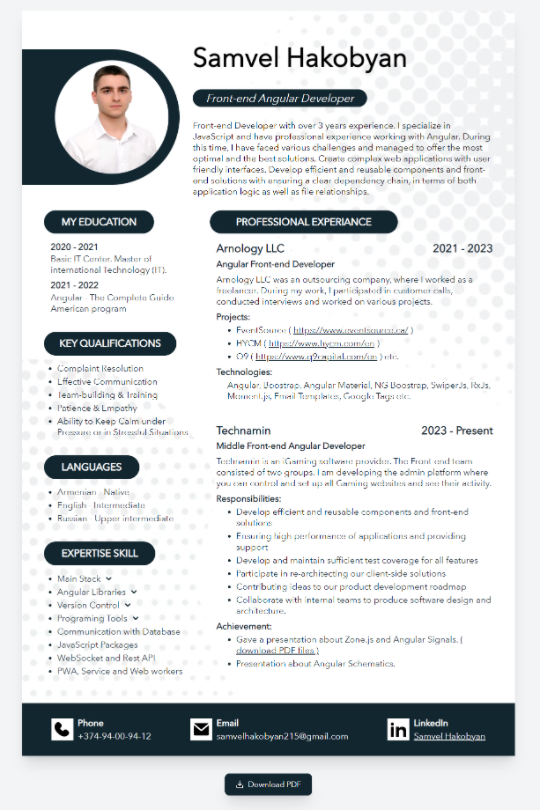 Samvel Hakobyan
Front-end Angular Developer
Front-end Developer with over 3 years experience. I specialize in
JavaScript and have professional experience working with Angular. During
this time, I have faced various challenges and managed to offer the most
optimal and the best solutions. Create complex web applications with user
friendly interfaces. Develop efficient and reusable components and front-
end solutions with ensuring a clear dependency chain, in terms of both
application logic as well as file relationships.
MY EDUCATION
2020 - 2021
Basic IT Center. Master of
international Technology (IT).
2021 - 2022
Angular - The Complete Guide
American program
KEY QUALIFICATIONS
Complaint Resolution
Effective Communication
Team-building & Training
Patience & Empathy
Ability to Keep Calm under
Pressure or in Stressful Situations
LANGUAGES
Armenian - Native
English - Intermediate
Russian - Upper intermediate
EXPERTISE SKILL
Main Stack
Angular Libraries
Version Control
Programing Tools
Communication with Database
JavaScript Packages
WebSocket and Rest API
PWA, Service and Web workers
PROFESSIONAL EXPERIANCE
Arnology LLC 2021 - 2023
Angular Front-end Developer
Arnology LLC was an outsourcing company, where I worked as a
freelancer. During my work, I participated in customer calls,
conducted interviews and worked on various projects.
Projects:
EventSource ( https://www.eventsource.ca/ )
HYCM ( https://www.hycm.com/en )
Q9 ( https://www.q9capital.com/en ) etc.
Technologies:
Angular, Boostrap, Angular Material, NG Boostrap, SwiperJs, RxJs,
Moment.js, Email Templates, Google Tags etc.
Technamin 2023 - Present
Middle Front-end Angular Developer
Technamin is an iGaming software provider. The Front end team
consisted of two groups. I am developing the admin platform where
you can control and set up all Gaming websites and see their activity.
Responsibilities:
Develop efficient and reusable components and front-end
solutions
Ensuring high performance of applications and providing
support
Develop and maintain sufficient test coverage for all features
Participate in re-architecting our client-side solutions
Contributing ideas to our product development roadmap
Collaborate with internal teams to produce software design and
architecture.
Achievement:
Gave a presentation about Zone.js and Angular Signals. (
download PDF files )
Presentation about Angular Schematics.
Phone
+374-94-00-94-12
Email
samvelhakobyan215@gmail.com
LinkedIn
Samvel Hakobyan
Download PDF